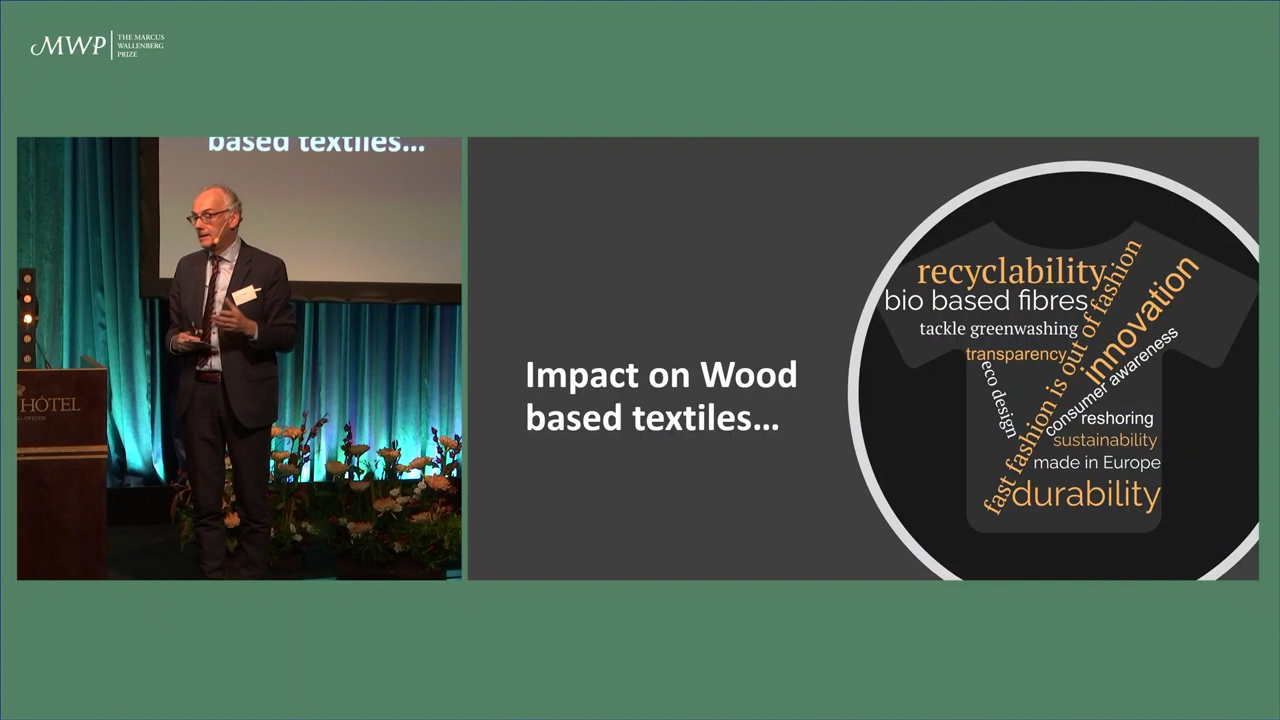 MWP
THE MARCUS
WALLENBERG
PRIZE
based textiles...
HÔTEL
Impact on Wood
based textiles...
recyclability
bio based fibres
tackle greenwashing
transparency
eco design
fast fashion is out of fashion
innovation
consumer awareness
reshoring
sustainability
made in Europe
durability